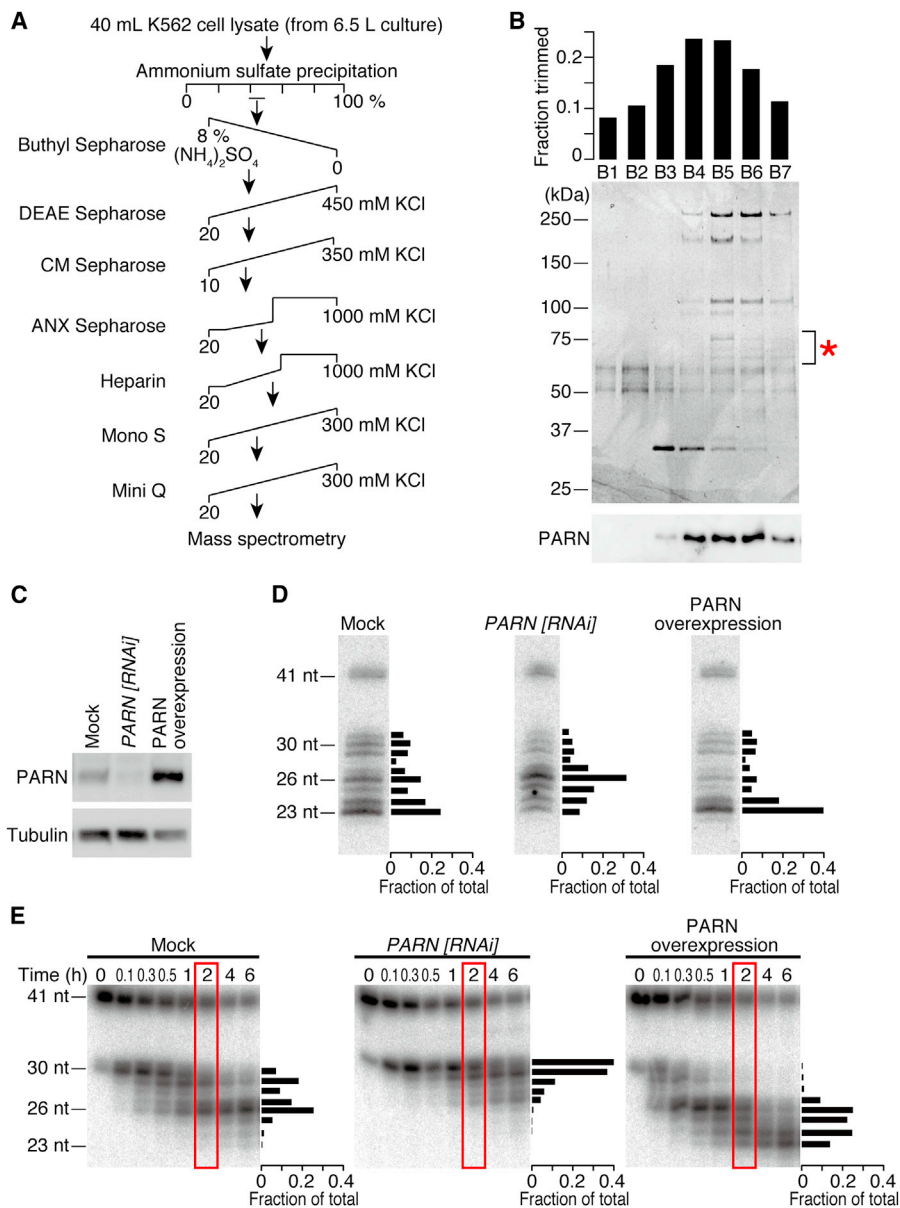 A
40 mL K562 cell lysate (from 6.5 L culture)
Ammonium sulfate precipitation
0 100 %
Buthyl Sepharose
8 %
(NH4)2SO4
0
DEAE Sepharose
20
450 mM KCl
CM Sepharose
10
350 mM KCl
ANX Sepharose
20
1000 mM KCl
Heparin
20
1000 mM KCl
Mono S
20
300 mM KCl
Mini Q
20
300 mM KCl
Mass spectrometry
B
Fraction trimmed
0.2
0.1
0
B1 B2 B3 B4 B5 B6 B7
(kDa)
250
150
100
75
*
50
37
25
PARN
C
Mock
PARN [RNAi]
PARN
overexpression
PARN
Tubulin
D
Mock
PARN [RNAi]
PARN
overexpression
41 nt
30 nt
26 nt
23 nt
0 0.2 0.4
Fraction of total
0 0.2 0.4
Fraction of total
0 0.2 0.4
Fraction of total
E
Mock
PARN [RNAi]
PARN
overexpression
Time (h) 0 0.1 0.3 0.5 1 2 4 6
0 0.1 0.3 0.5 1 2 4 6
0 0.1 0.3 0.5 1 2 4 6
41 nt
30 nt
26 nt
23 nt
0 0.2 0.4
Fraction of total
0 0.2 0.4
Fraction of total
0 0.2 0.4
Fraction of total